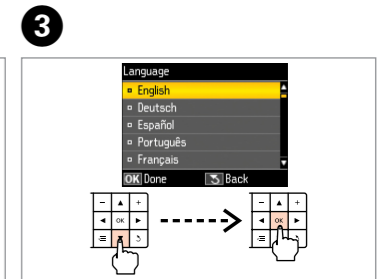 3
Language
English
Deutsch
Español
Português
Français
OK Done Back
- +
OK
- +
OK